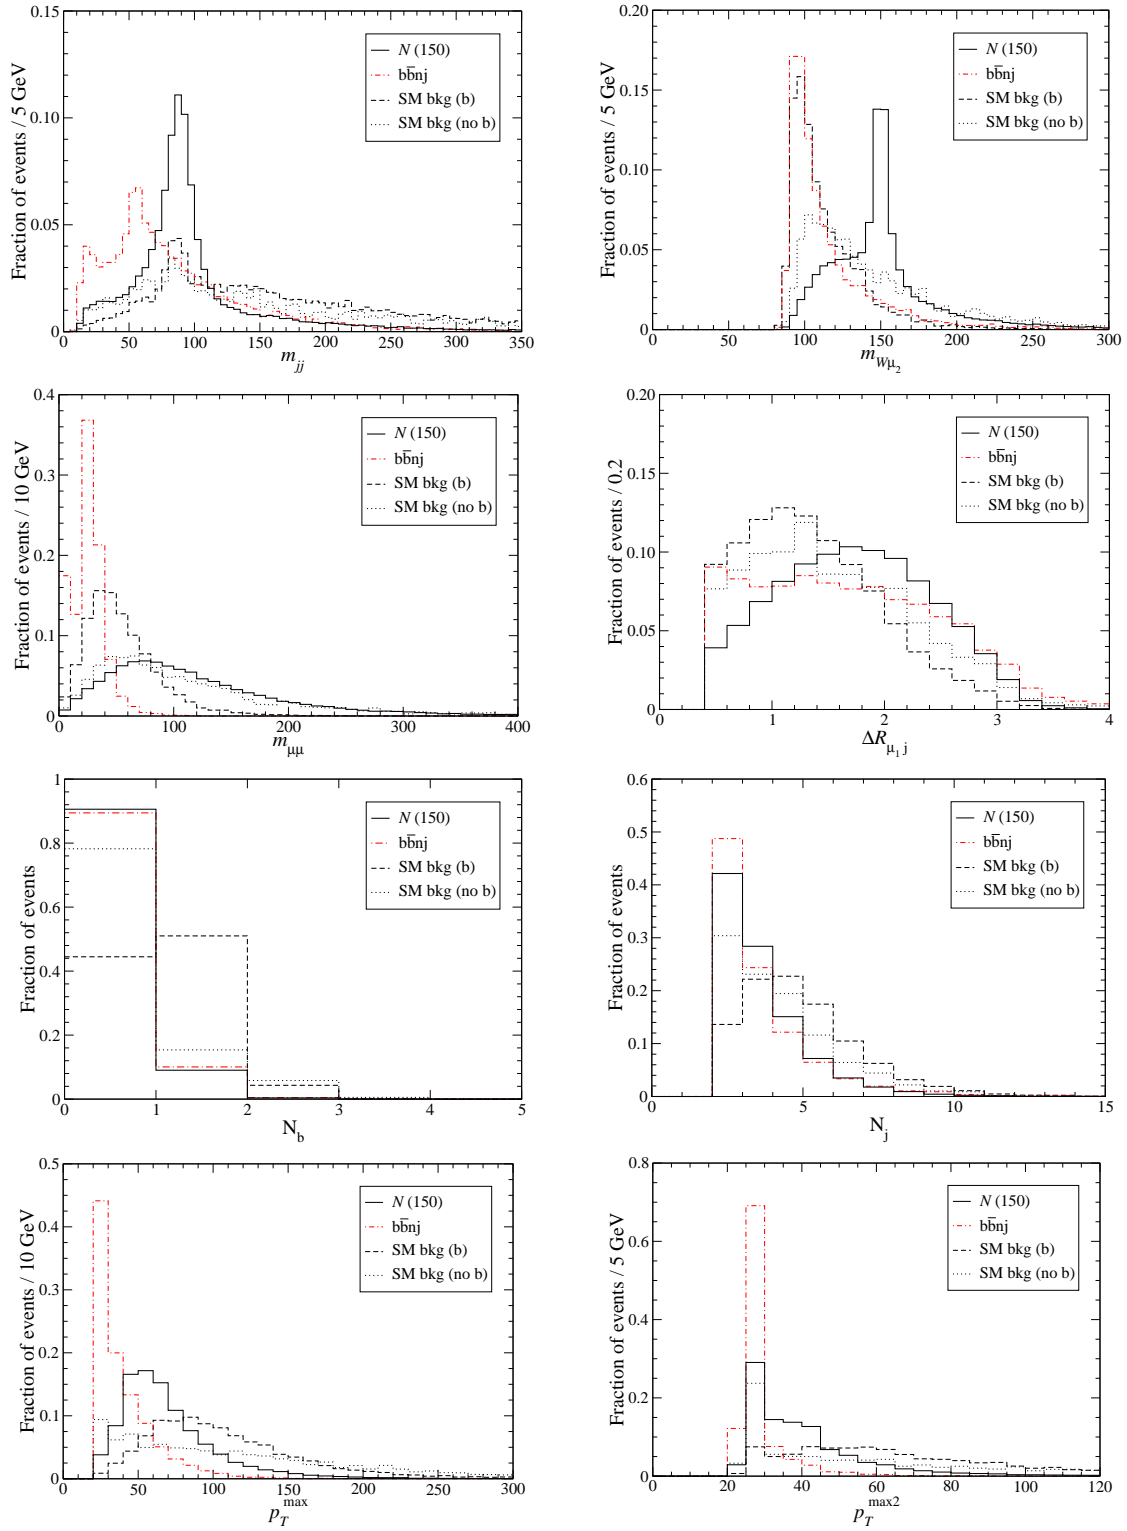 0 50 100 150 200 250 300 350
m_jj
0
0.05
0.10
0.15
Fraction of events / 5 GeV
N (150)
bb̅nj
SM bkg (b)
SM bkg (no b)
0 100 200 300
m_Wμ₂
0
0.05
0.10
0.15
0.20
Fraction of events / 5 GeV
N (150)
bb̅nj
SM bkg (b)
SM bkg (no b)
0 100 200 300 400
m_μμ
0
0.1
0.2
0.3
0.4
Fraction of events / 10 GeV
N (150)
bb̅nj
SM bkg (b)
SM bkg (no b)
0 1 2 3 4
ΔR_μ₁ j
0
0.05
0.10
0.15
0.20
Fraction of events / 0.2
N (150)
bb̅nj
SM bkg (b)
SM bkg (no b)
0 1 2 3 4 5
N_b
0
0.2
0.4
0.6
0.8
1
Fraction of events
N (150)
bb̅nj
SM bkg (b)
SM bkg (no b)
0 5 10 15
N_j
0
0.1
0.2
0.3
0.4
0.5
0.6
Fraction of events
N (150)
bb̅nj
SM bkg (b)
SM bkg (no b)
0 50 100 150 200 250 300
p_T^max
0
0.1
0.2
0.3
0.4
0.5
Fraction of events / 10 GeV
N (150)
bb̅nj
SM bkg (b)
SM bkg (no b)
0 20 40 60 80 100 120
p_T^max2
0
0.2
0.4
0.6
0.8
Fraction of events / 5 GeV
N (150)
bb̅nj
SM bkg (b)
SM bkg (no b)